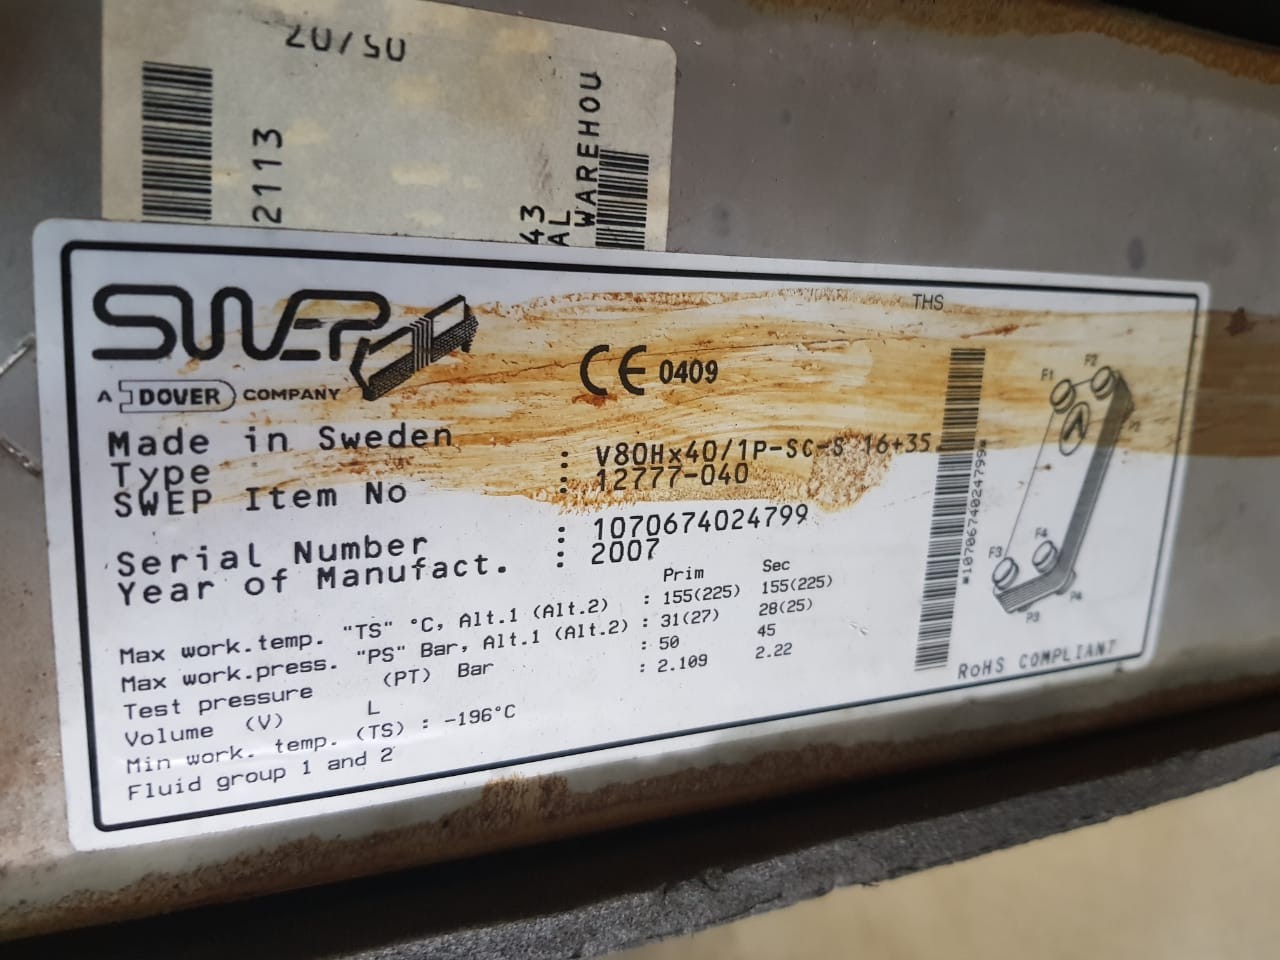 20/50
2113
43
AL
WAREHOU
SWEP
A DOVER COMPANY
CE 0409
THS
Made in Sweden
Type : V80Hx40/1P-SC-S 16+35
SWEP Item No : 12777-040
Serial Number : 1070674024799
Year of Manufact. : 2007
Prim Sec
Max work.temp. "TS" °C, Alt.1 (Alt.2) : 155(225) 155(225)
Max work.press. "PS" Bar, Alt.1 (Alt.2) : 31(27) 28(25)
Test pressure (PT) Bar : 50 45
Volume (V) L : 2.109 2.22
Min work. temp. (TS) : -196°C
Fluid group 1 and 2
*1070674024799*
F1 F2
F3 F4
P3 P4
RoHS COMPLIANT